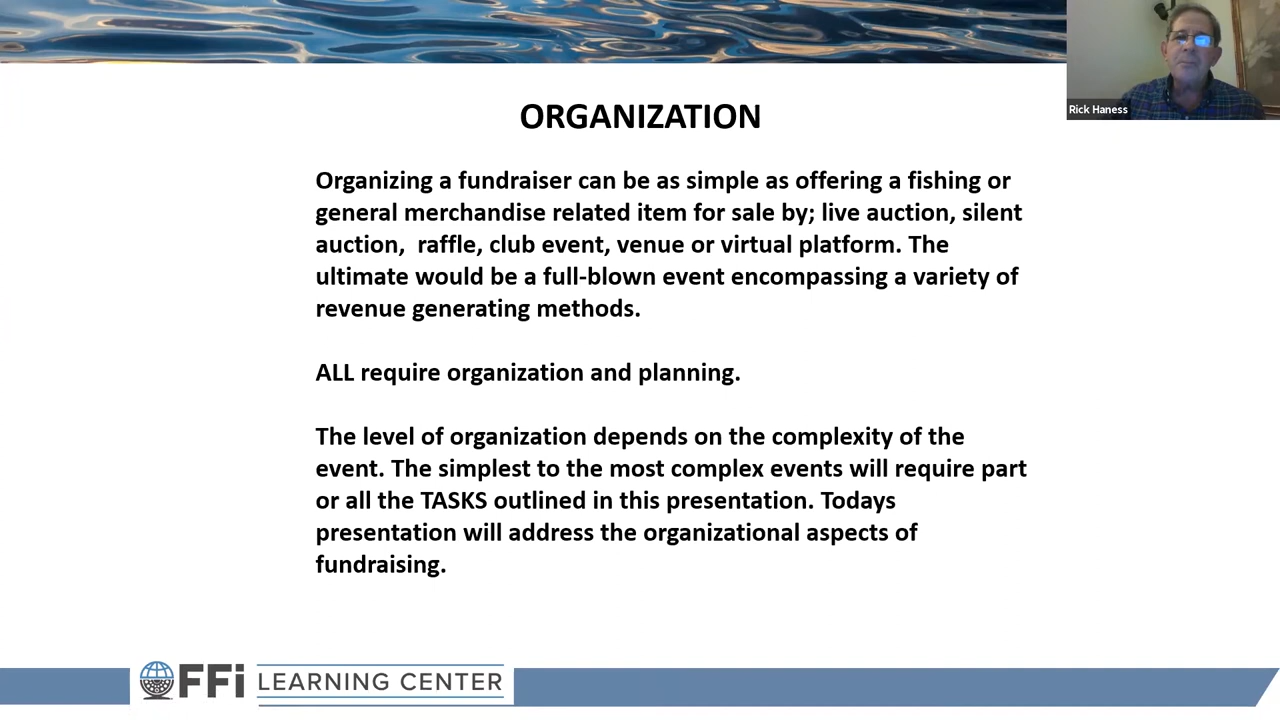 Rick Haness
ORGANIZATION
Organizing a fundraiser can be as simple as offering a fishing or
general merchandise related item for sale by; live auction, silent
auction,  raffle, club event, venue or virtual platform. The
ultimate would be a full-blown event encompassing a variety of
revenue generating methods.
ALL require organization and planning.
The level of organization depends on the complexity of the
event. The simplest to the most complex events will require part
or all the TASKS outlined in this presentation. Todays
presentation will address the organizational aspects of
fundraising.
FFi LEARNING CENTER